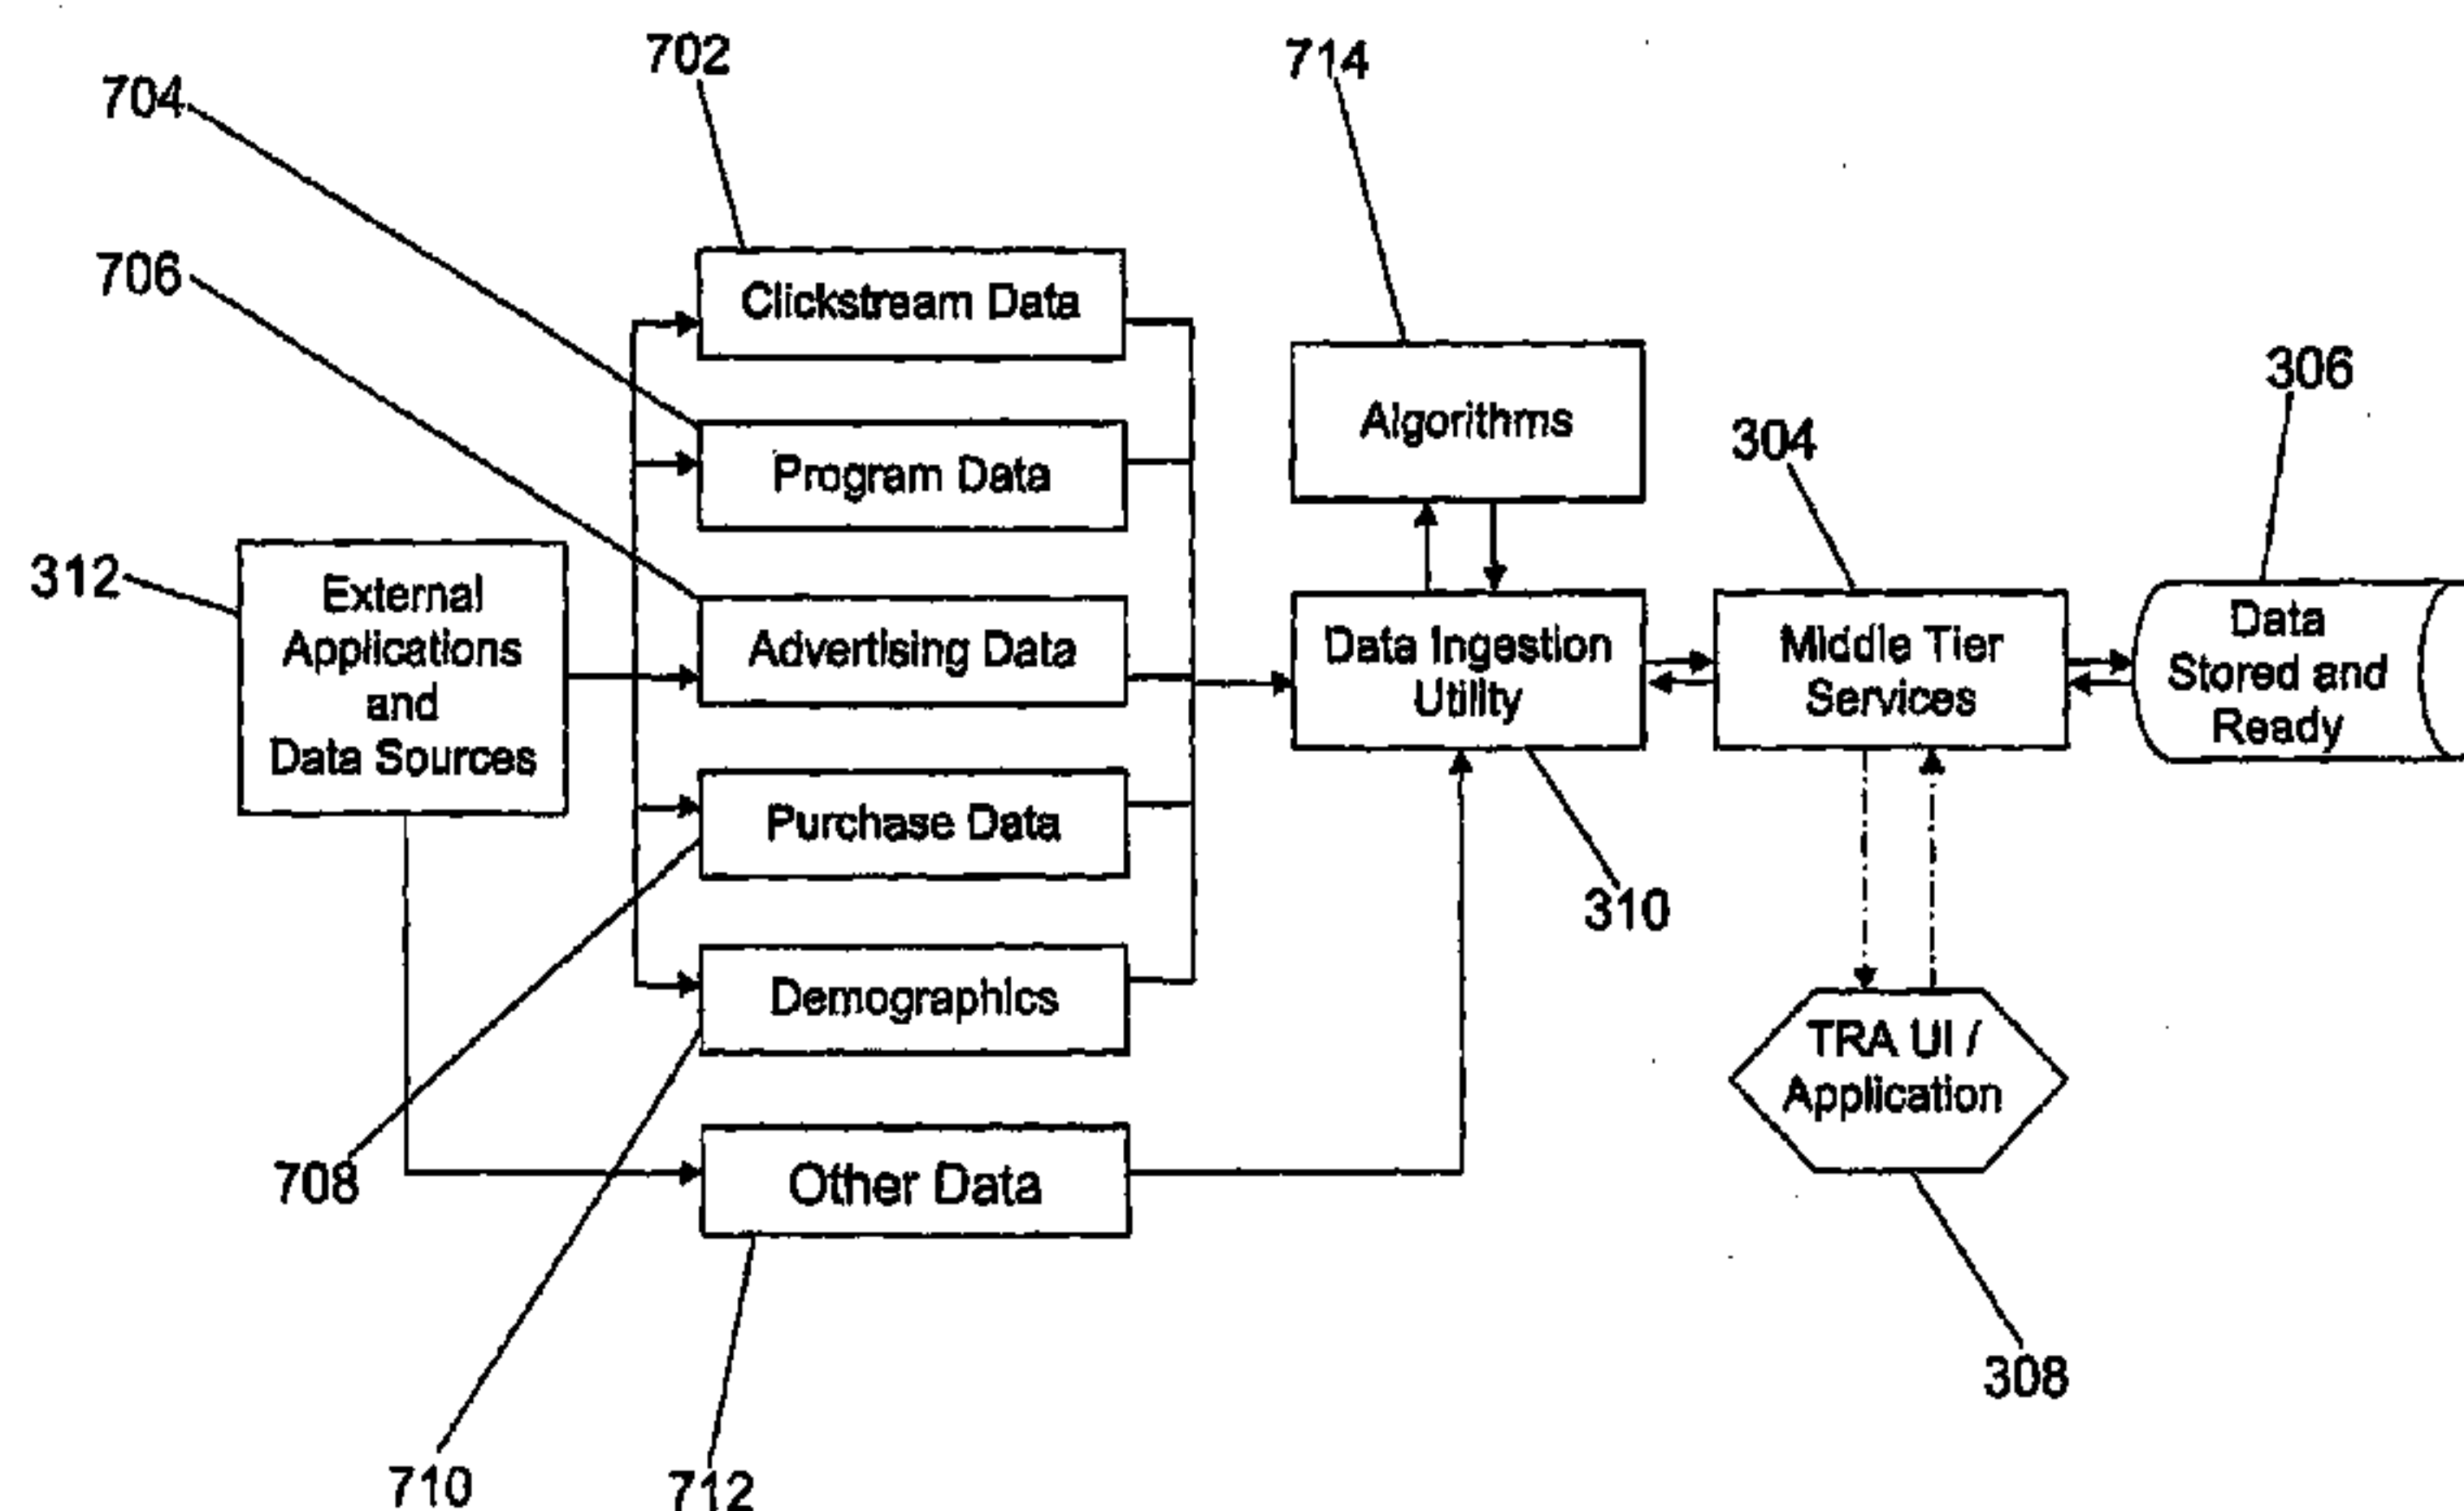 702
714
704
706
Clickstream Data
306
Algorithms
304
Program Data
312
External
Applications
and
Data Sources
Advertising Data
Data Ingestion
Utility
Middle Tier
Services
Data
Stored and
Ready
Purchase Data
310
Demographics
TRA UI /
Application
708
Other Data
308
710
712